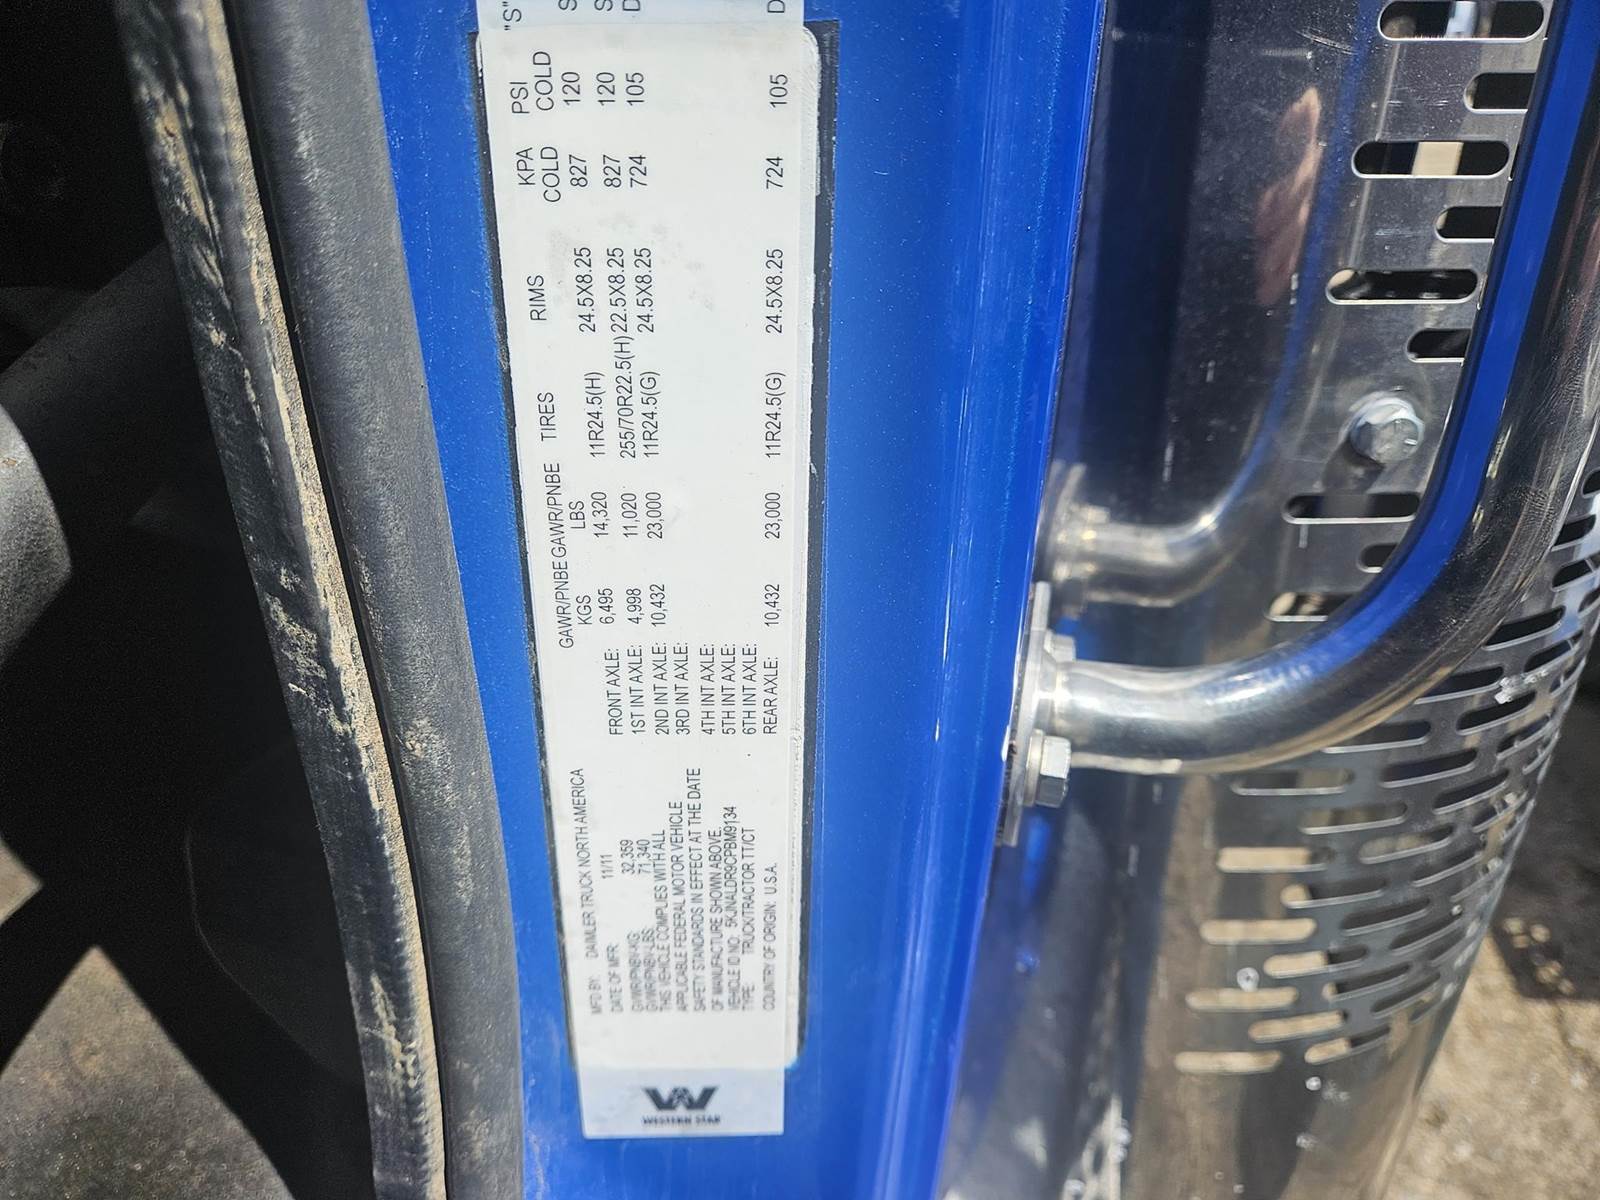 MFD BY: DAIMLER TRUCK NORTH AMERICA
DATE OF MFR 11/11
GVWR/PNBV-KG: 32,359
GVWR/PNBV-LBS: 71,340
THIS VEHICLE COMPLIES WITH ALL
APPLICABLE FEDERAL MOTOR VEHICLE
SAFETY STANDARDS IN EFFECT AT THE DATE
OF MANUFACTURE SHOWN ABOVE.
VEHICLE ID NO: 5KJNALDR9CPBM9134
TYPE TRUCK/TRACTOR TT/CT
COUNTRY OF ORIGIN: U.S.A.
GAWR/PNBE GAWR/PNBE TIRES RIMS KPA PSI
KGS LBS COLD COLD
FRONT AXLE: 6,495 14,320 11R24.5(H) 24.5X8.25 827 120
1ST INT AXLE: 4,998 11,020 255/70R22.5(H) 22.5X8.25 827 120
2ND INT AXLE: 10,432 23,000 11R24.5(G) 24.5X8.25 724 105
3RD INT AXLE:
4TH INT AXLE:
5TH INT AXLE:
6TH INT AXLE:
REAR AXLE: 10,432 23,000 11R24.5(G) 24.5X8.25 724 105
"S"
S
S
D
D
WESTERN STAR